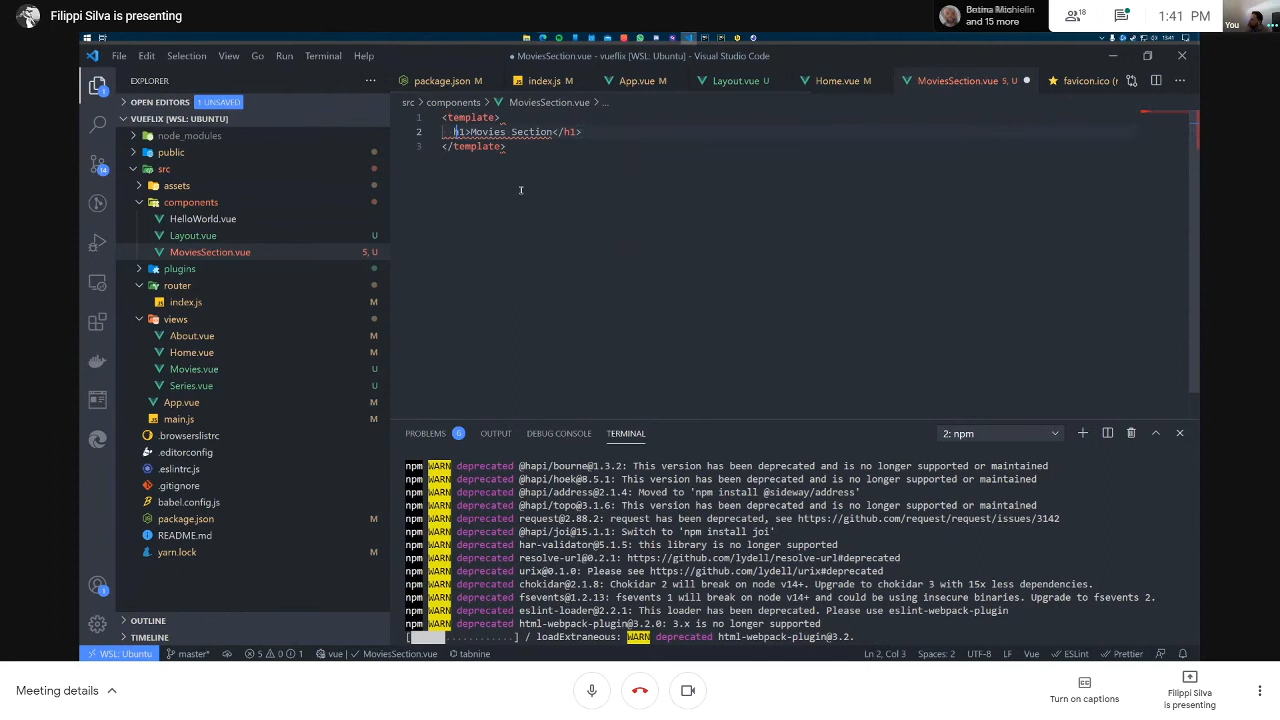 Filippi Silva is presenting
and 15 more
18
1:41 PM
You
File Edit Selection View Go Run Terminal Help
● MoviesSection.vue - vueflix [WSL: Ubuntu] - Visual Studio Code
EXPLORER
package.json M
index.js M
App.vue M
Layout.vue U
Home.vue M
MoviesSection.vue 5, U
favicon.ico (
OPEN EDITORS 1 UNSAVED
VUEFLIX [WSL: UBUNTU]
node_modules
public
src
assets
components
HelloWorld.vue
Layout.vue U
MoviesSection.vue 5, U
plugins
router
index.js M
views
About.vue M
Home.vue M
Movies.vue U
Series.vue U
App.vue M
main.js M
.browserslistrc
.editorconfig
.eslintrc.js
.gitignore
babel.config.js
package.json M
README.md
yarn.lock M
OUTLINE
TIMELINE
src > components > MoviesSection.vue > ...
1 <template>
2 h1>Movies Section</h1>
3 </template>
PROBLEMS 6 OUTPUT DEBUG CONSOLE TERMINAL 2: npm
npm WARN deprecated @hapi/bourne@1.3.2: This version has been deprecated and is no longer supported or maintained
npm WARN deprecated @hapi/hoek@8.5.1: This version has been deprecated and is no longer supported or maintained
npm WARN deprecated @hapi/address@2.1.4: Moved to 'npm install @sideway/address'
npm WARN deprecated @hapi/topo@3.1.6: This version has been deprecated and is no longer supported or maintained
npm WARN deprecated request@2.88.2: request has been deprecated, see https://github.com/request/request/issues/3142
npm WARN deprecated @hapi/joi@15.1.1: Switch to 'npm install joi'
npm WARN deprecated har-validator@5.1.5: this library is no longer supported
npm WARN deprecated resolve-url@0.2.1: https://github.com/lydell/resolve-url#deprecated
npm WARN deprecated urix@0.1.0: Please see https://github.com/lydell/urix#deprecated
npm WARN deprecated chokidar@2.1.8: Chokidar 2 will break on node v14+. Upgrade to chokidar 3 with 15x less dependencies.
npm WARN deprecated fsevents@1.2.13: fsevents 1 will break on node v14+ and could be using insecure binaries. Upgrade to fsevents 2.
npm WARN deprecated eslint-loader@2.2.1: This loader has been deprecated. Please use eslint-webpack-plugin
npm WARN deprecated html-webpack-plugin@3.2.0: 3.x is no longer supported
[ ............] / loadExtraneous: WARN deprecated html-webpack-plugin@3.2.
WSL: Ubuntu master* 5 0 1 vue | MoviesSection.vue tabnine Ln 2, Col 3 Spaces: 2 UTF-8 LF Vue ESLint Prettier
Meeting details
Turn on captions
Filippi Silva
is presenting